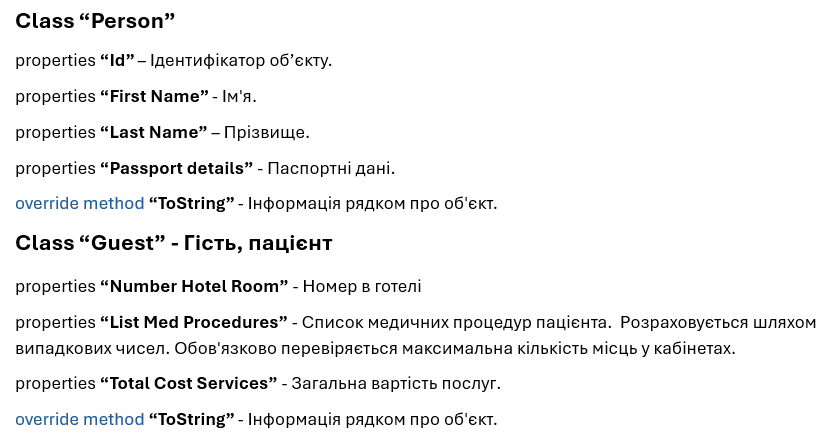 Class “Person”
properties “Id” – Ідентифікатор об’єкту.
properties “First Name” - Ім'я.
properties “Last Name” – Прізвище.
properties “Passport details” - Паспортні дані.
override method “ToString” - Інформація рядком про об'єкт.
Class “Guest” - Гість, пацієнт
properties “Number Hotel Room” - Номер в готелі
properties “List Med Procedures” - Список медичних процедур пацієнта.  Розраховується шляхом
випадкових чисел. Обов'язково перевіряється максимальна кількість місць у кабінетах.
properties “Total Cost Services” - Загальна вартість послуг.
override method “ToString” - Інформація рядком про об'єкт.